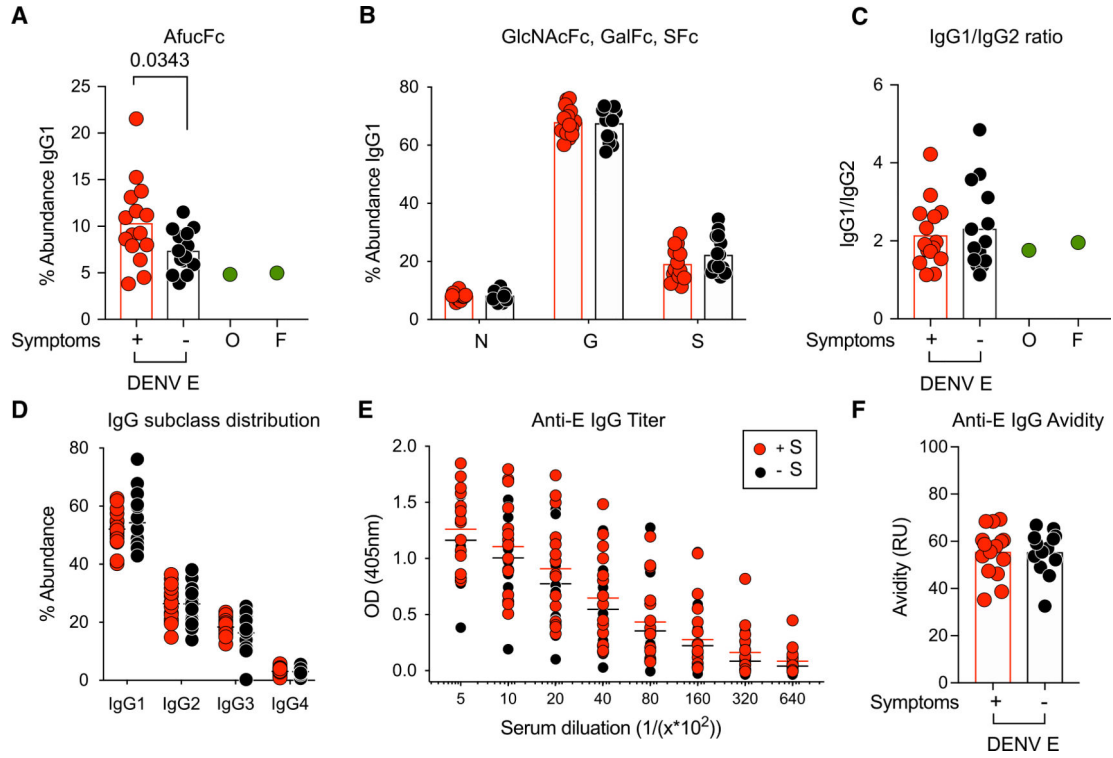 A
AfucFc
0.0343
% Abundance IgG1
25
20
15
10
5
0
Symptoms + - O F
DENV E
B
GlcNAcFc, GalFc, SFc
% Abundance IgG1
80
60
40
20
0
N G S
C
IgG1/IgG2 ratio
IgG1/IgG2
6
4
2
0
Symptoms + - O F
DENV E
D
IgG subclass distribution
% Abundance
80
60
40
20
0
IgG1 IgG2 IgG3 IgG4
E
Anti-E IgG Titer
+ S
- S
OD (405nm)
2.0
1.5
1.0
0.5
0.0
5 10 20 40 80 160 320 640
Serum diluation (1/(x*10²))
F
Anti-E IgG Avidity
Avidity (RU)
100
80
60
40
20
0
Symptoms + -
DENV E